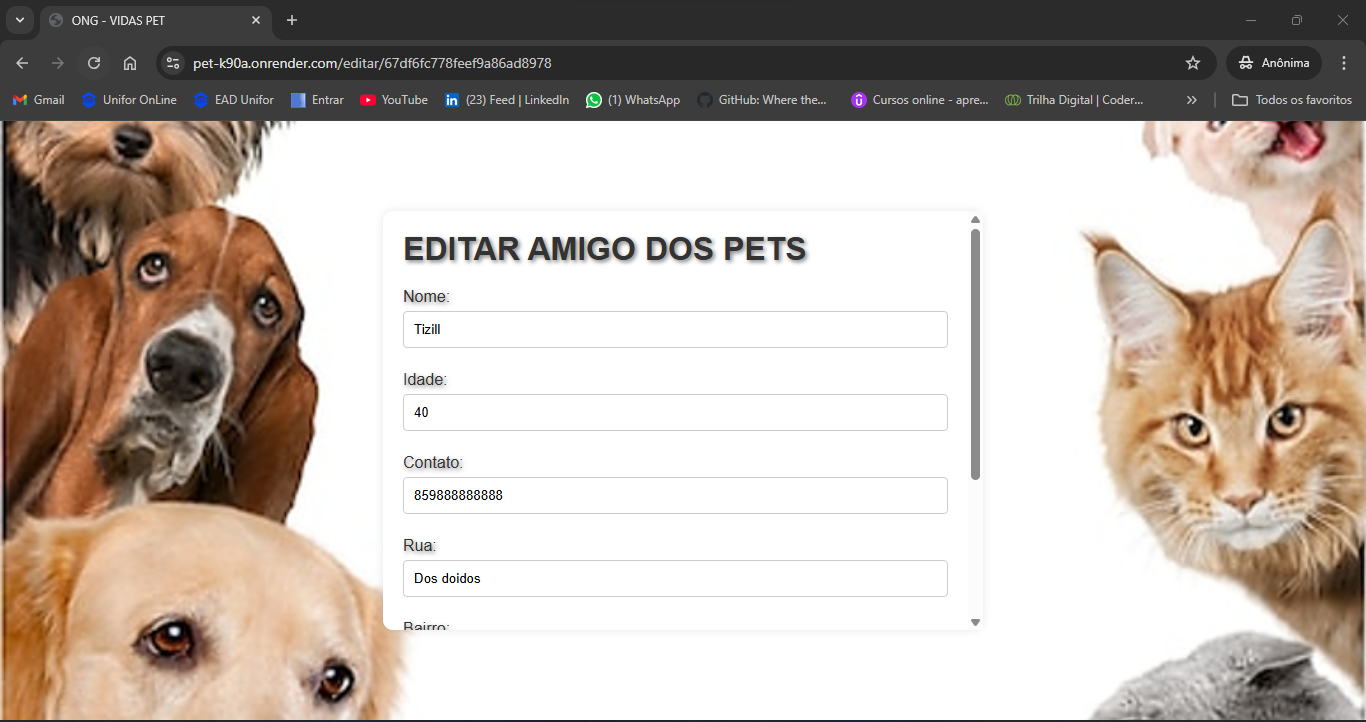 ONG - VIDAS PET
pet-k90a.onrender.com/editar/67df6fc778feef9a86ad8978
Anônima
Gmail
Unifor OnLine
EAD Unifor
Entrar
YouTube
(23) Feed | LinkedIn
(1) WhatsApp
GitHub: Where the...
Cursos online - apre...
Trilha Digital | Coder...
Todos os favoritos
EDITAR AMIGO DOS PETS
Nome:
Tizill
Idade:
40
Contato:
859888888888
Rua:
Dos doidos
Bairro: